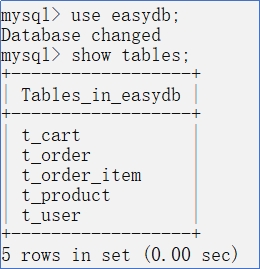 mysql> use easydb;
Database changed
mysql> show tables;
+------------------+
| Tables_in_easydb |
+------------------+
| t_cart           |
| t_order          |
| t_order_item     |
| t_product        |
| t_user           |
+------------------+
5 rows in set (0.00 sec)